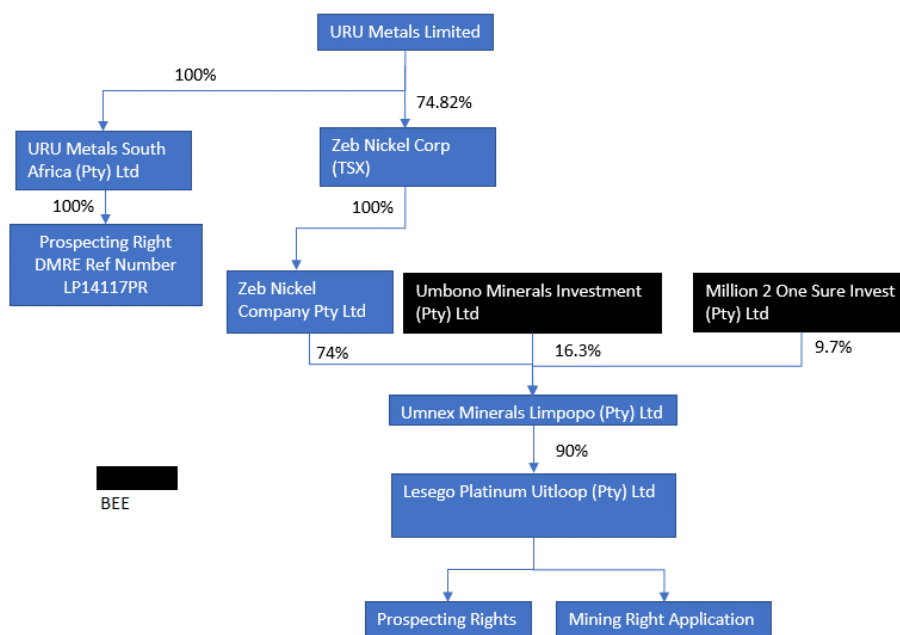 URU Metals Limited
100%
74.82%
URU Metals South
Africa (Pty) Ltd
Zeb Nickel Corp
(TSX)
100%
100%
Prospecting Right
DMRE Ref Number
LP14117PR
Zeb Nickel
Company Pty Ltd
Umbono Minerals Investment
(Pty) Ltd
Million 2 One Sure Invest
(Pty) Ltd
74%
16.3%
9.7%
Umnex Minerals Limpopo (Pty) Ltd
90%
Lesego Platinum Uitloop (Pty) Ltd
BEE
Prospecting Rights
Mining Right Application